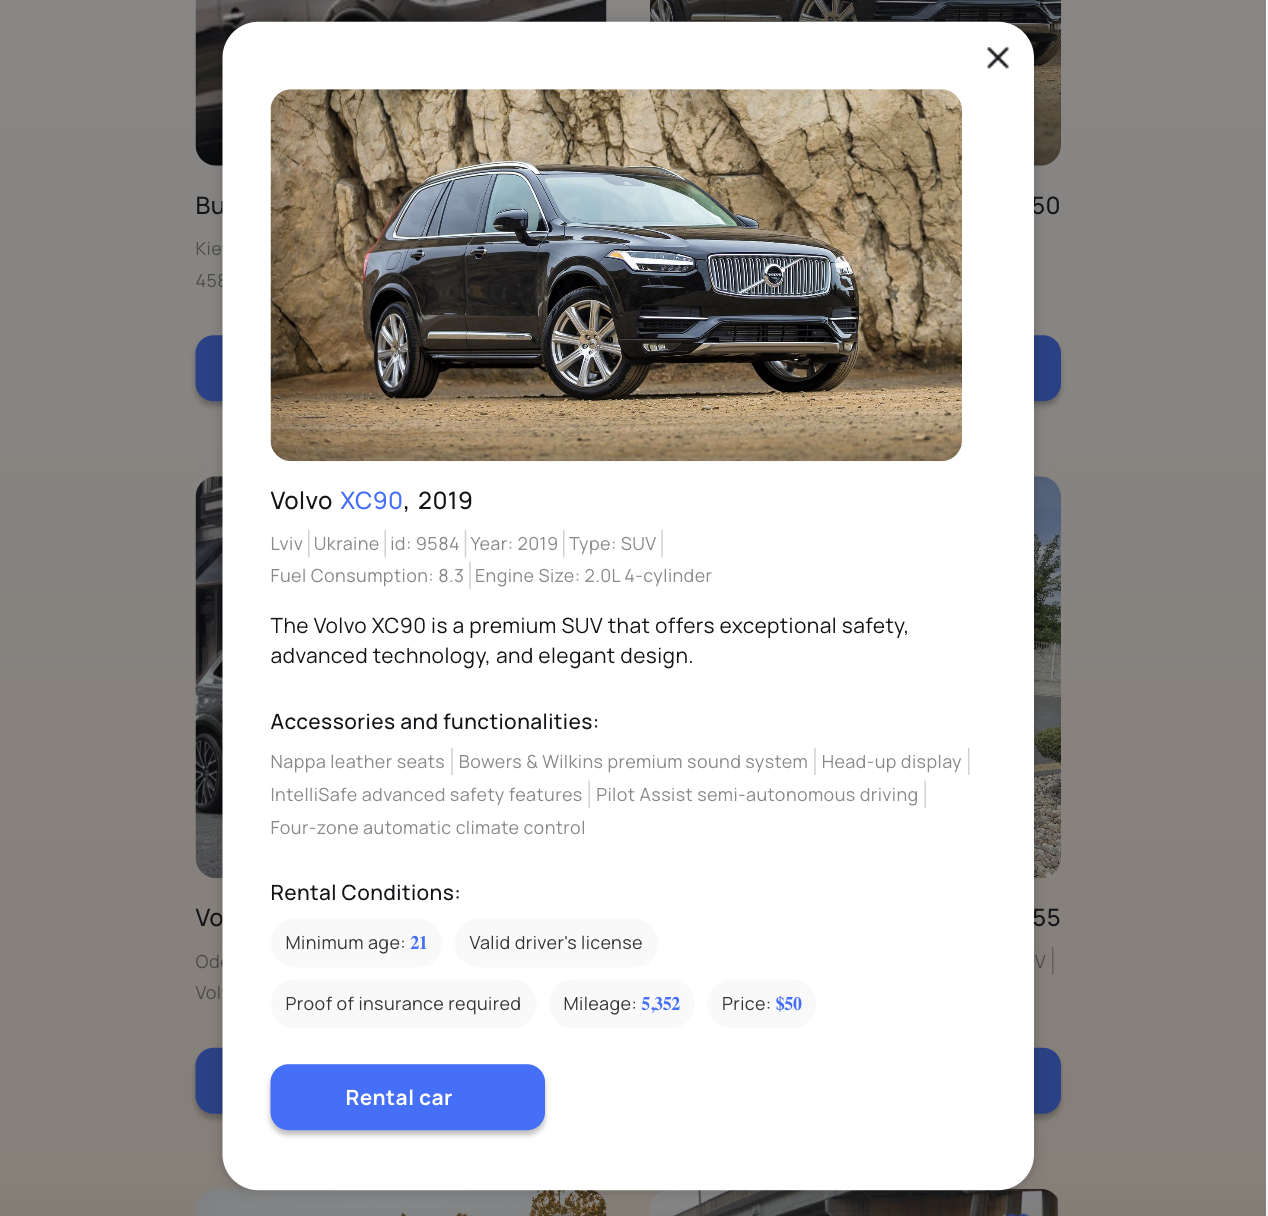 Bu
50
Kie
458
Volvo XC90, 2019
Lviv Ukraine id: 9584 Year: 2019 Type: SUV
Fuel Consumption: 8.3 Engine Size: 2.0L 4-cylinder
The Volvo XC90 is a premium SUV that offers exceptional safety,
advanced technology, and elegant design.
Accessories and functionalities:
Nappa leather seats Bowers & Wilkins premium sound system Head-up display
IntelliSafe advanced safety features Pilot Assist semi-autonomous driving
Four-zone automatic climate control
Rental Conditions:
Minimum age: 21 Valid driver's license
Proof of insurance required Mileage: 5,352 Price: $50
Rental car
Vo
55
Ode
V
Vol